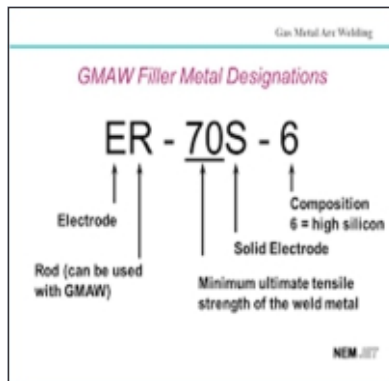 Gas Metal Arc Welding
GMAW Filler Metal Designations
ER - 70S - 6
Electrode
Rod (can be used
with GMAW)
Composition
6 = high silicon
Solid Electrode
Minimum ultimate tensile
strength of the weld metal